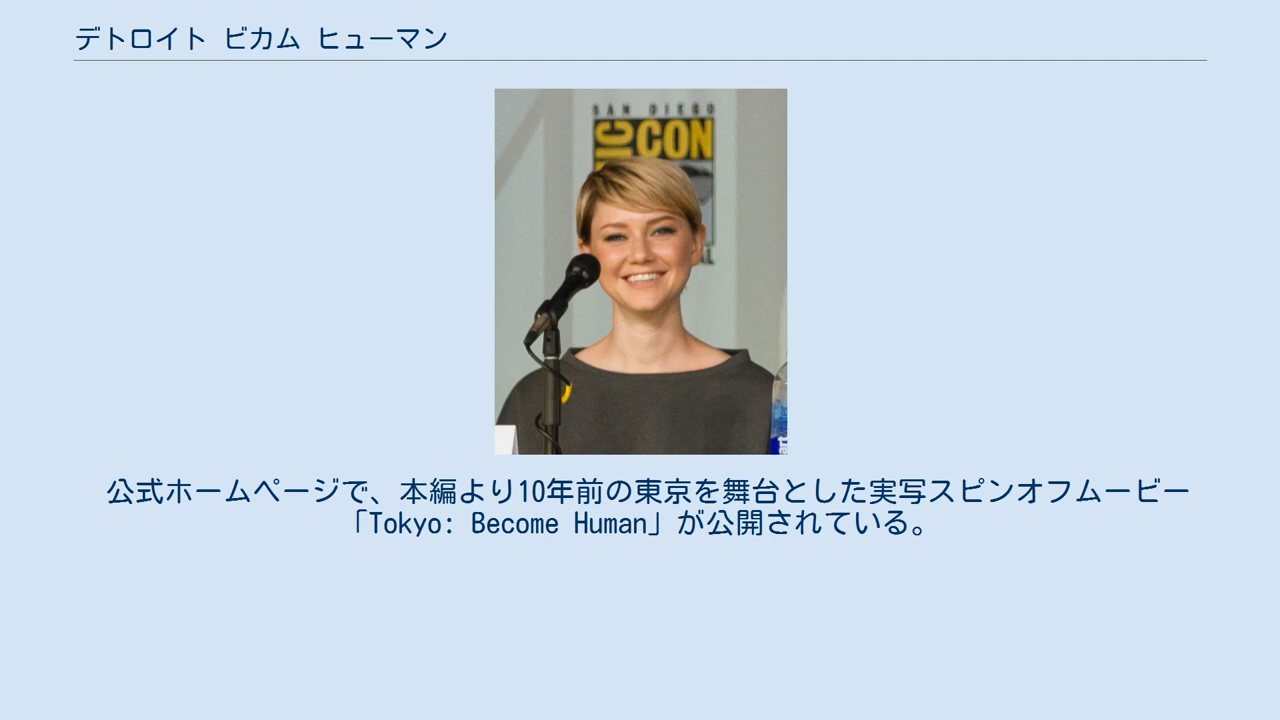 デトロイト ビカム ヒューマン
SAN DIEGO
IC CON
公式ホームページで、本編より10年前の東京を舞台とした実写スピンオフムービー
「Tokyo: Become Human」が公開されている。